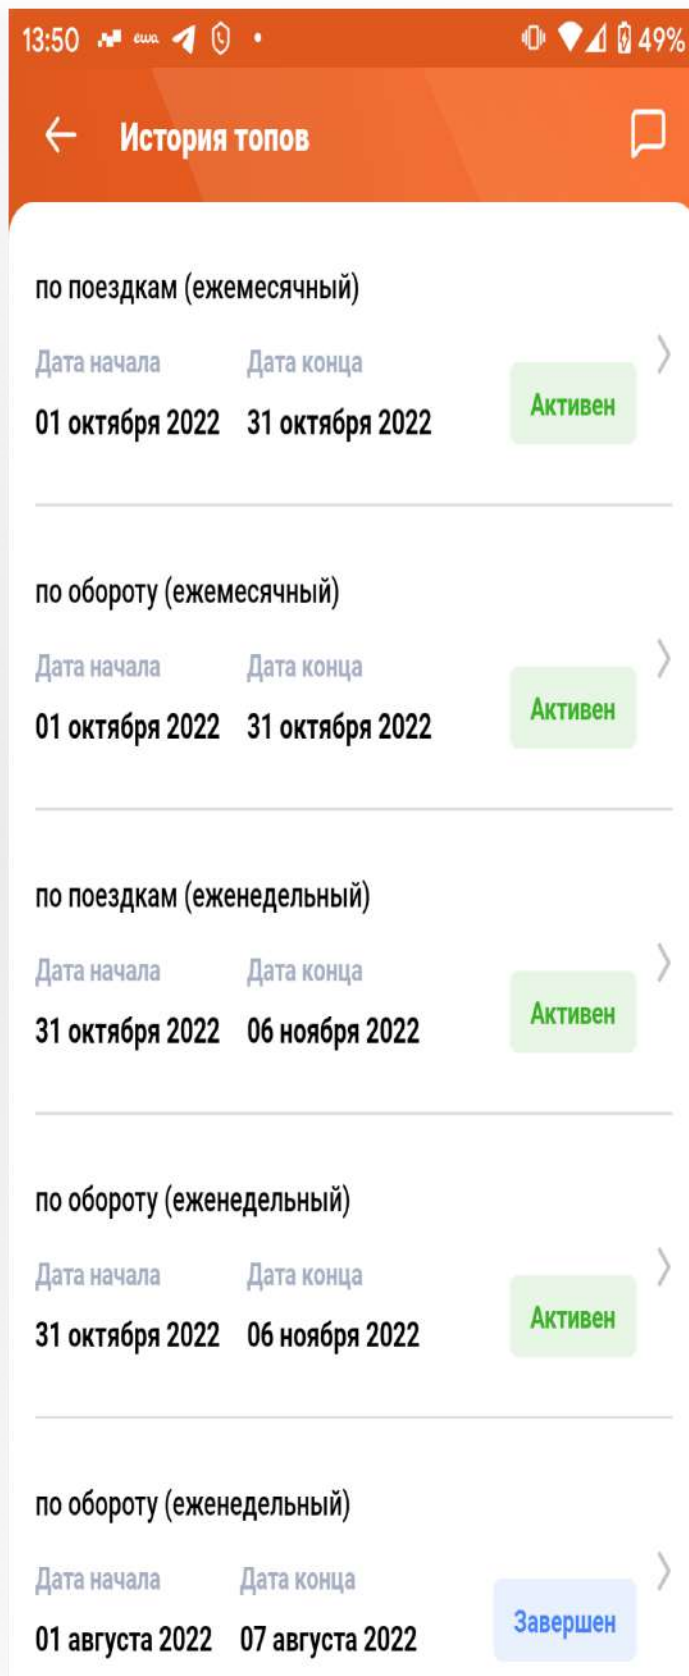 13:50 ewa 49%
История топов
по поездкам (ежемесячный)
Дата начала Дата конца
01 октября 2022 31 октября 2022
Активен
по обороту (ежемесячный)
Дата начала Дата конца
01 октября 2022 31 октября 2022
Активен
по поездкам (еженедельный)
Дата начала Дата конца
31 октября 2022 06 ноября 2022
Активен
по обороту (еженедельный)
Дата начала Дата конца
31 октября 2022 06 ноября 2022
Активен
по обороту (еженедельный)
Дата начала Дата конца
01 августа 2022 07 августа 2022
Завершен